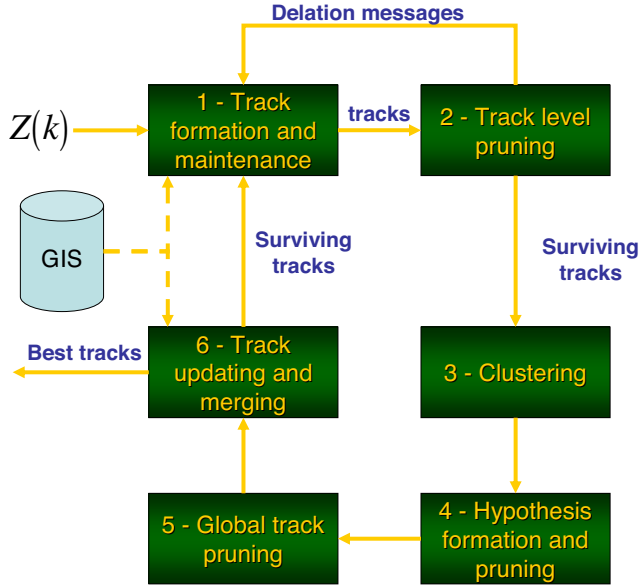 Delation messages
1 - Track
formation and
maintenance
Z(k)
tracks
2 - Track level
pruning
GIS
Surviving
tracks
Surviving
tracks
Best tracks
6 - Track
updating and
merging
3 - Clustering
5 - Global track
pruning
4 - Hypothesis
formation and
pruning